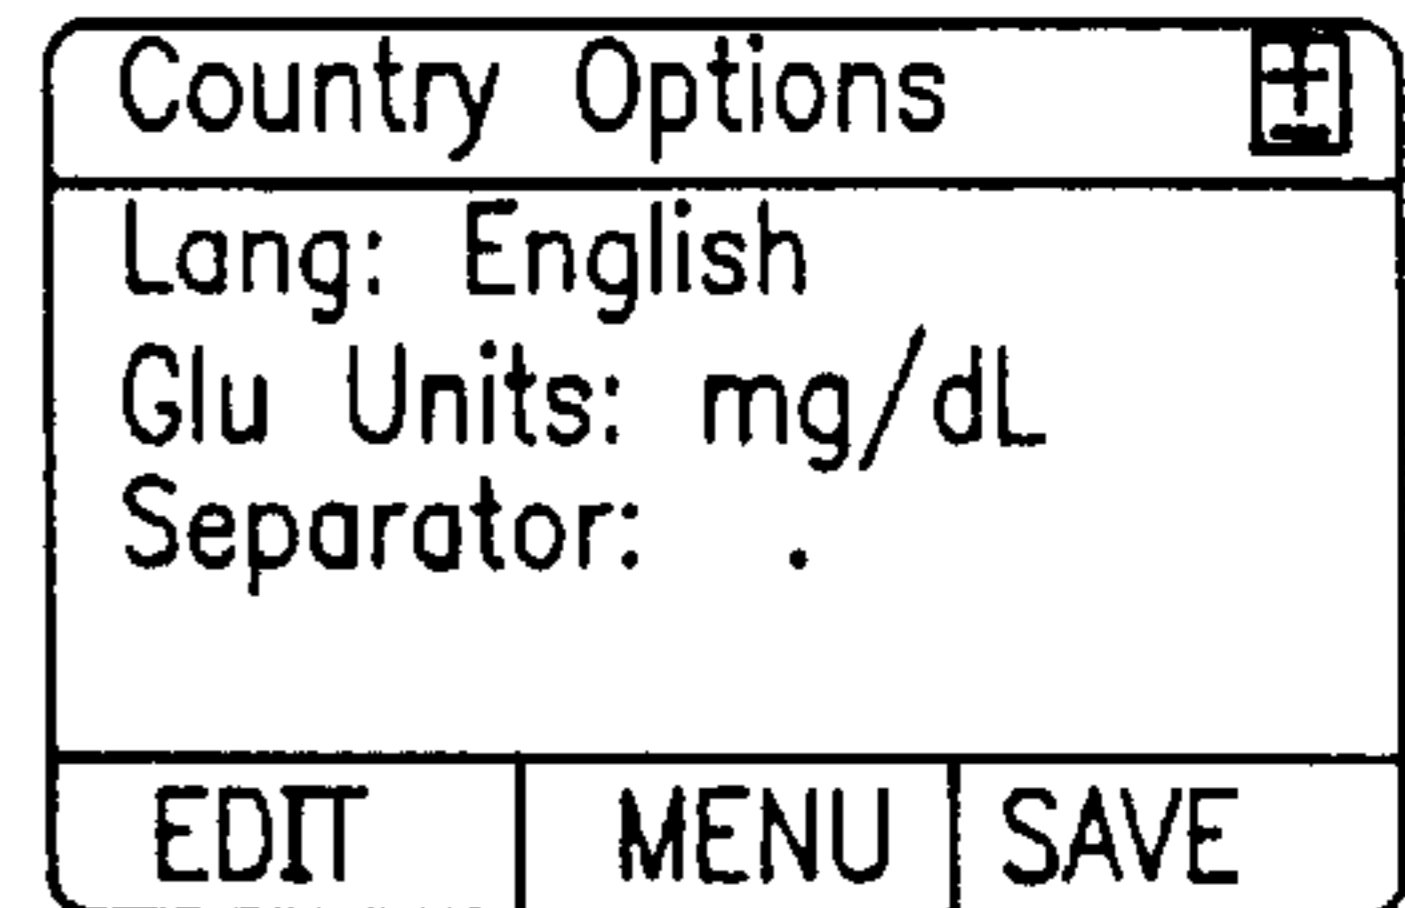 Country Options ±
Lang: English
Glu Units: mg/dL
Separator: .
EDIT MENU SAVE